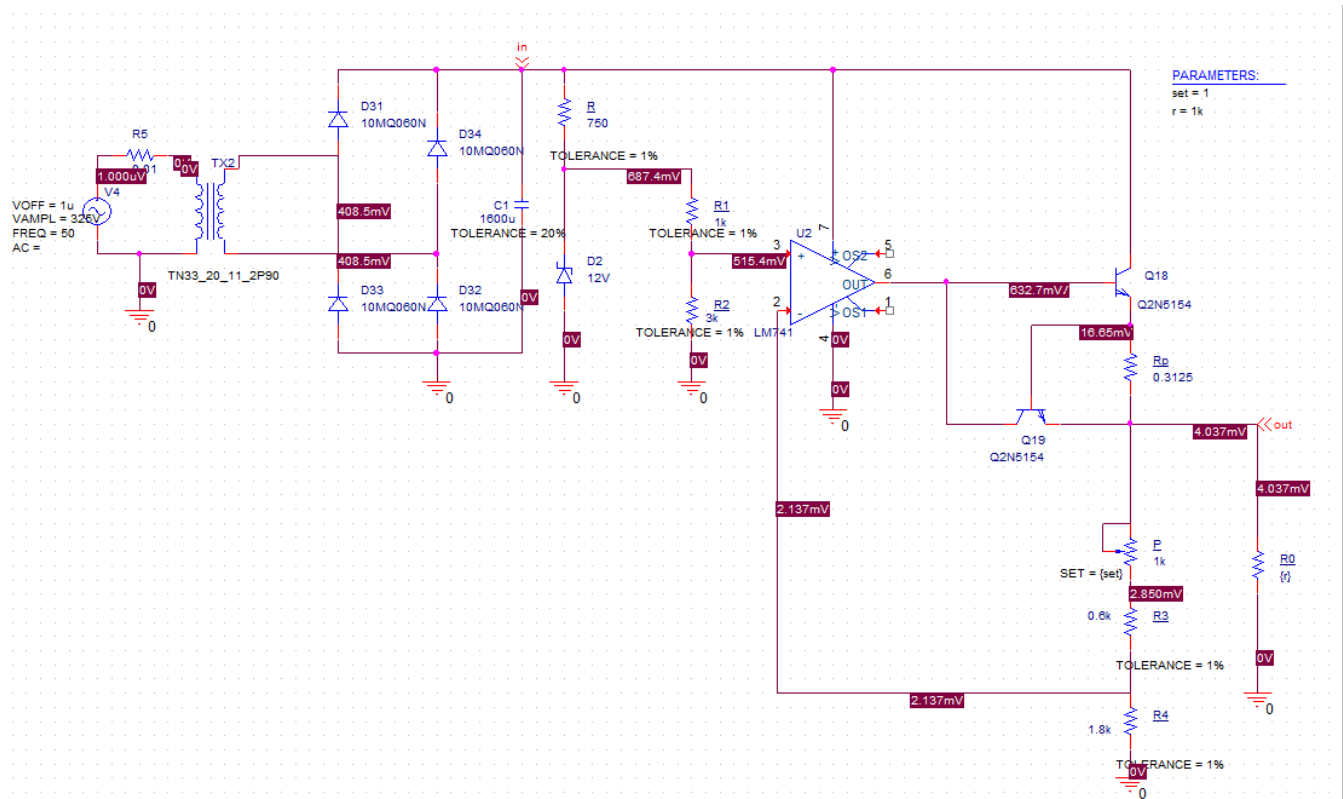 in
PARAMETERS:
set = 1
r = 1k
R5
0V
0V
1.000uV
V4
VOFF = 1u
VAMPL = 325V
FREQ = 50
AC =
0V
0
TX2
TN33_20_11_2P90
D31
10MQ060N
D34
10MQ060N
408.5mV
408.5mV
D33
10MQ060N
D32
10MQ060N
0
C1
1600u
TOLERANCE = 20%
0V
R
750
TOLERANCE = 1%
687.4mV
D2
12V
0V
0
R1
1k
TOLERANCE = 1%
515.4mV
R2
3k
TOLERANCE = 1%
0V
0
U2
3
+
2
-
7
V+
OS2
5
OUT
6
OS1
1
V-
4
LM741
0V
0V
0
632.7mV
Q18
Q2N5154
16.65mV
Rp
0.3125
Q19
Q2N5154
4.037mV
out
4.037mV
2.137mV
P
1k
SET = {set}
2.850mV
0.6k
R3
TOLERANCE = 1%
R0
{r}
0V
0
2.137mV
R4
1.8k
TOLERANCE = 1%
0V
0